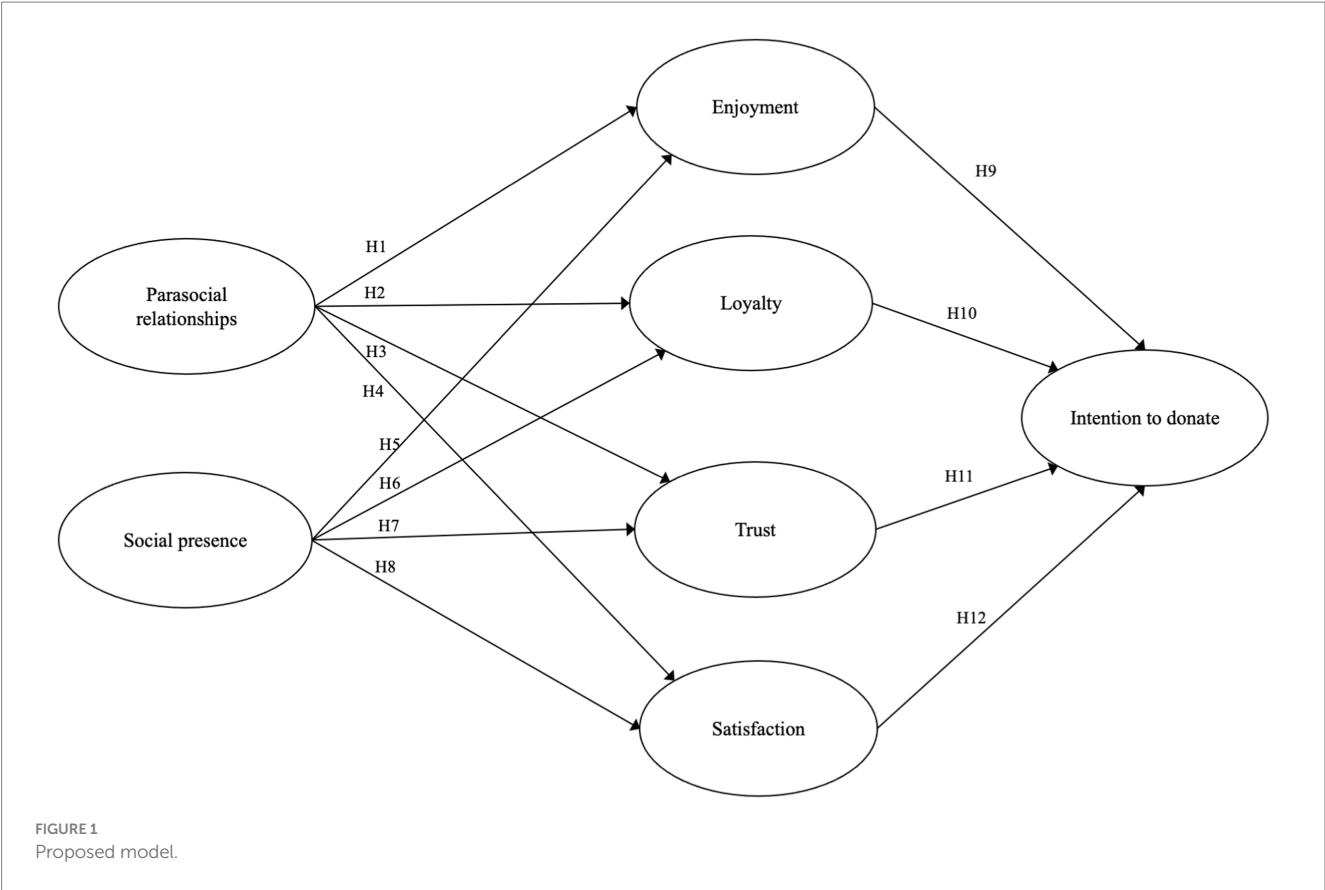 Enjoyment
H9
H1
Parasocial
relationships
H2
Loyalty
H10
H3
H4
Intention to donate
H5
H6
H11
H7
Social presence
Trust
H8
H12
Satisfaction
FIGURE 1
Proposed model.